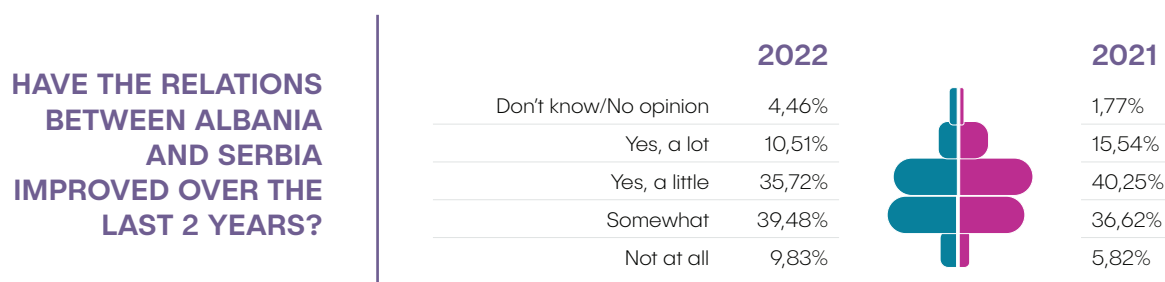 HAVE THE RELATIONS
BETWEEN ALBANIA
AND SERBIA
IMPROVED OVER THE
LAST 2 YEARS?
2022 2021
Don't know/No opinion 4,46% 1,77%
Yes, a lot 10,51% 15,54%
Yes, a little 35,72% 40,25%
Somewhat 39,48% 36,62%
Not at all 9,83% 5,82%